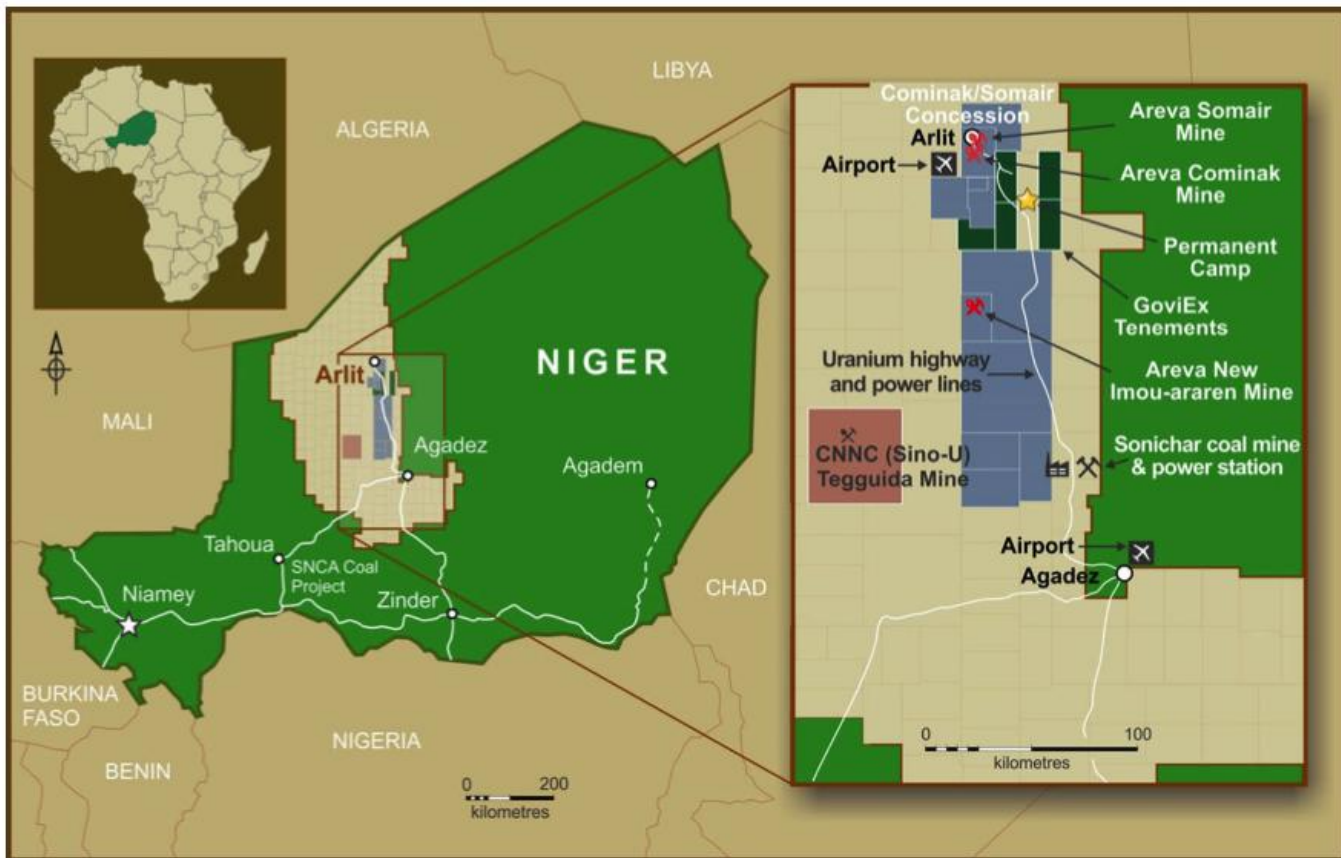 LIBYA
ALGERIA
MALI
NIGER
Arlit
Agadez
Agadem
Tahoua
SNCA Coal
Project
Niamey
Zinder
CHAD
BURKINA
FASO
BENIN
NIGERIA
0 200
kilometres
Cominak/Somair
Concession
Arlit
Airport
Areva Somair
Mine
Areva Cominak
Mine
Permanent
Camp
GoviEx
Tenements
Uranium highway
and power lines
Areva New
Imou-araren Mine
CNNC (Sino-U)
Tegguida Mine
Sonichar coal mine
& power station
Airport
Agadez
0 100
kilometres